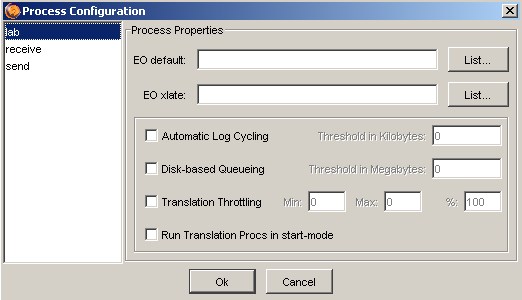 Process Configuration
lab
receive
send
Process Properties
EO default: List...
EO xlate: List...
Automatic Log Cycling Threshold in Kilobytes: 0
Disk-based Queueing Threshold in Megabytes: 0
Translation Throttling Min: 0 Max: 0 %: 100
Run Translation Procs in start-mode
Ok Cancel